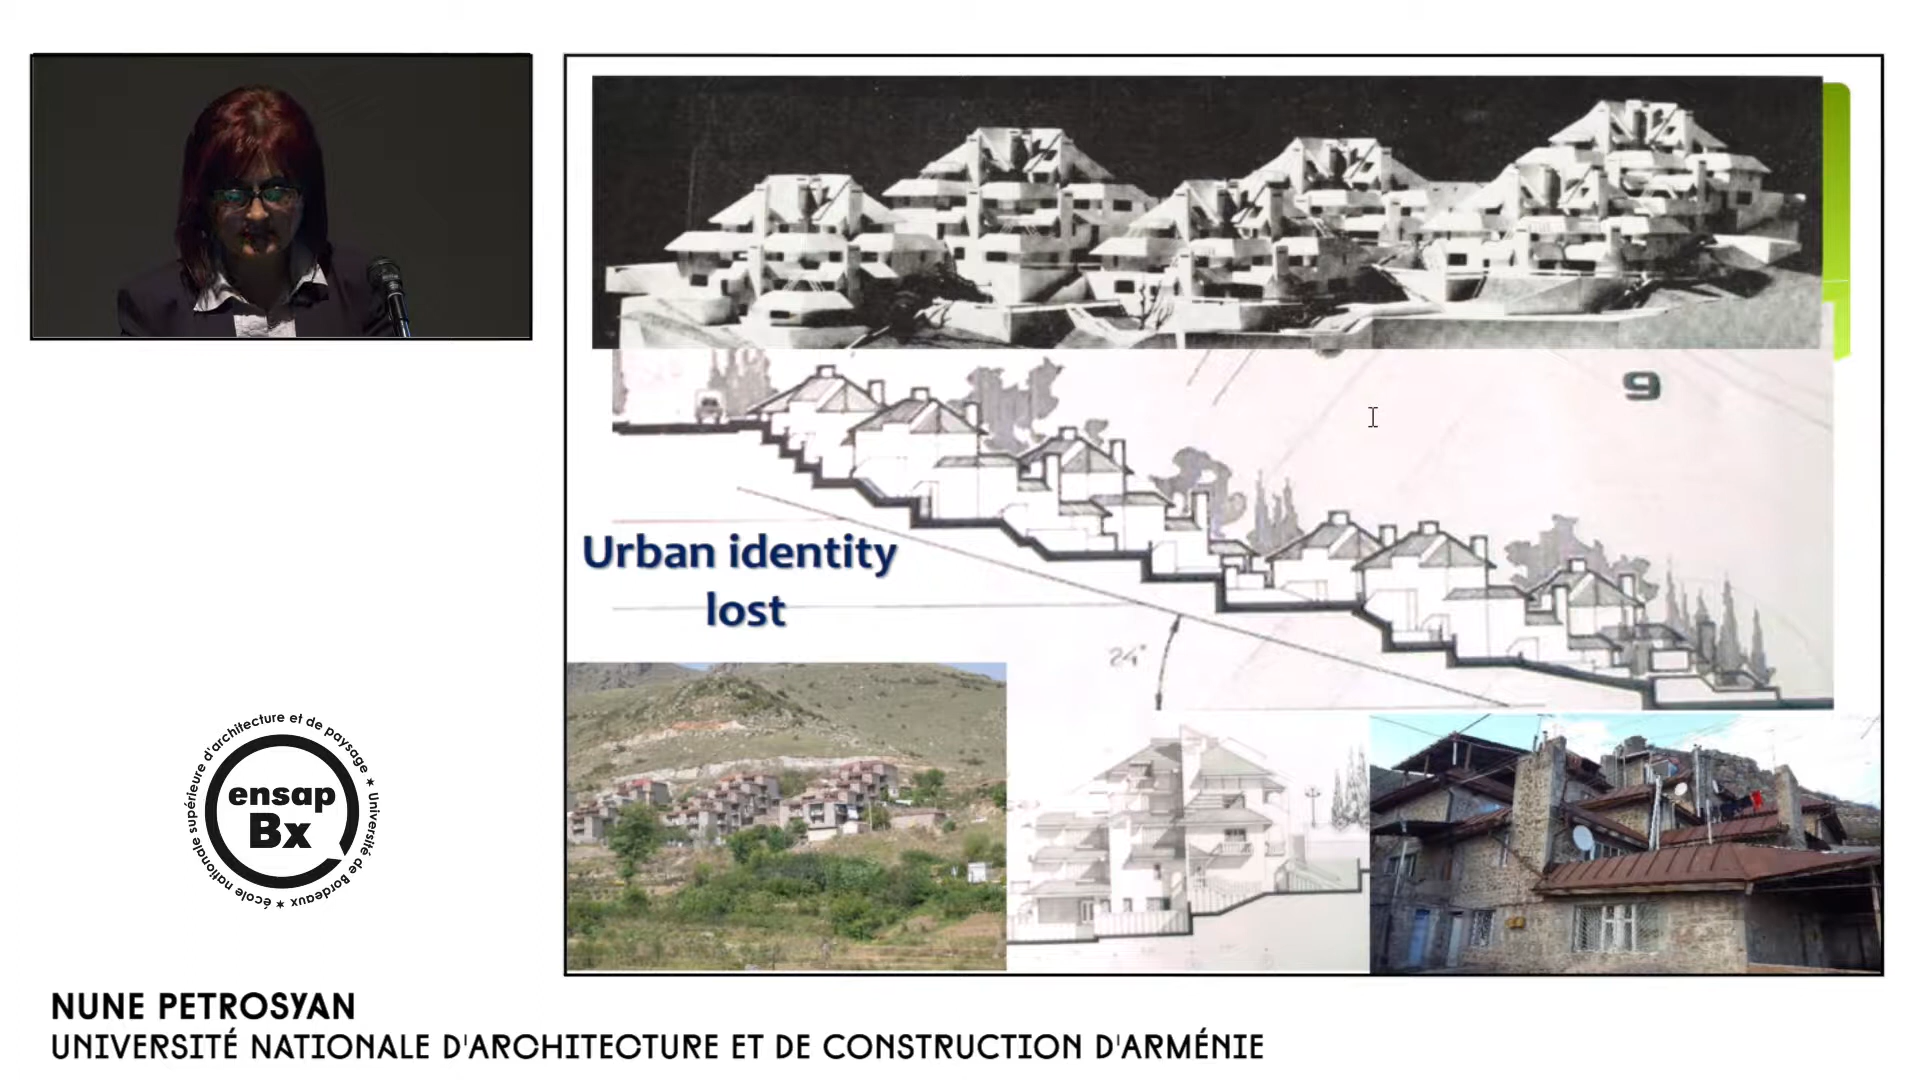 9
Urban identity
lost
24°
école nationale supérieure d'architecture et de paysage ★ Université de Bordeaux ★
ensap
Bx
NUNE PETROSYAN
UNIVERSITÉ NATIONALE D'ARCHITECTURE ET DE CONSTRUCTION D'ARMÉNIE